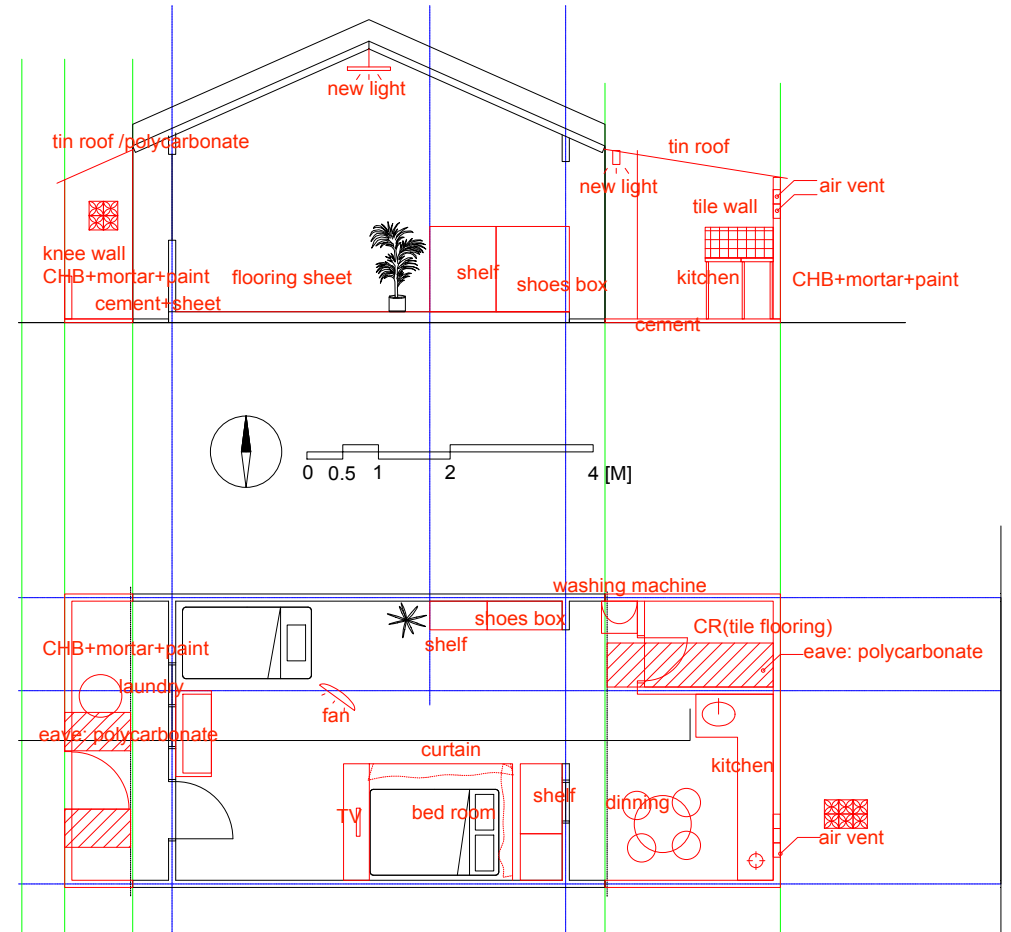 new light
tin roof /polycarbonate
tin roof
new light
air vent
tile wall
knee wall
CHB+mortar+paint
flooring sheet
shelf
shoes box
kitchen
CHB+mortar+paint
cement+sheet
cement
0 0.5 1 2 4 [M]
washing machine
shoes box
CR(tile flooring)
shelf
CHB+mortar+paint
eave: polycarbonate
laundry
fan
eave: polycarbonate
curtain
kitchen
shelf
dinning
TV
bed room
air vent